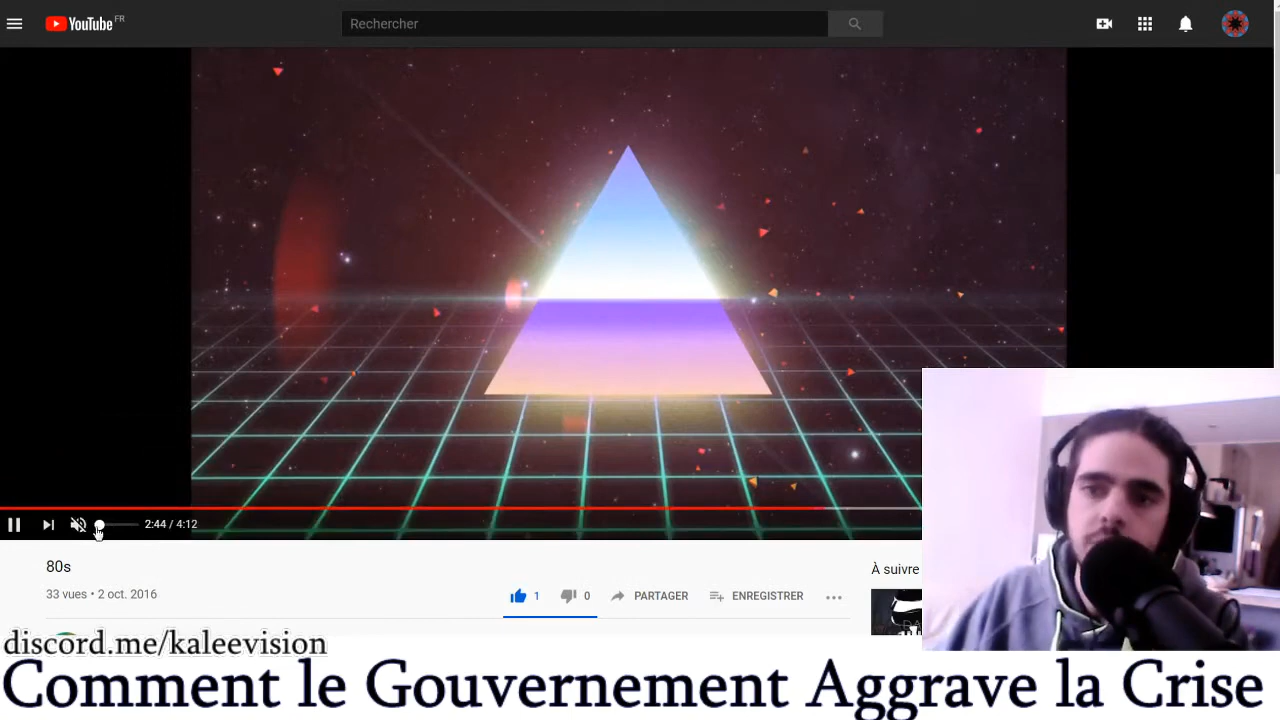 YouTube FR
Rechercher
2:44 / 4:12
80s
33 vues • 2 oct. 2016
1
0
PARTAGER
ENREGISTRER
À suivre
discord.me/kaleevision
Comment le Gouvernement Aggrave la Crise